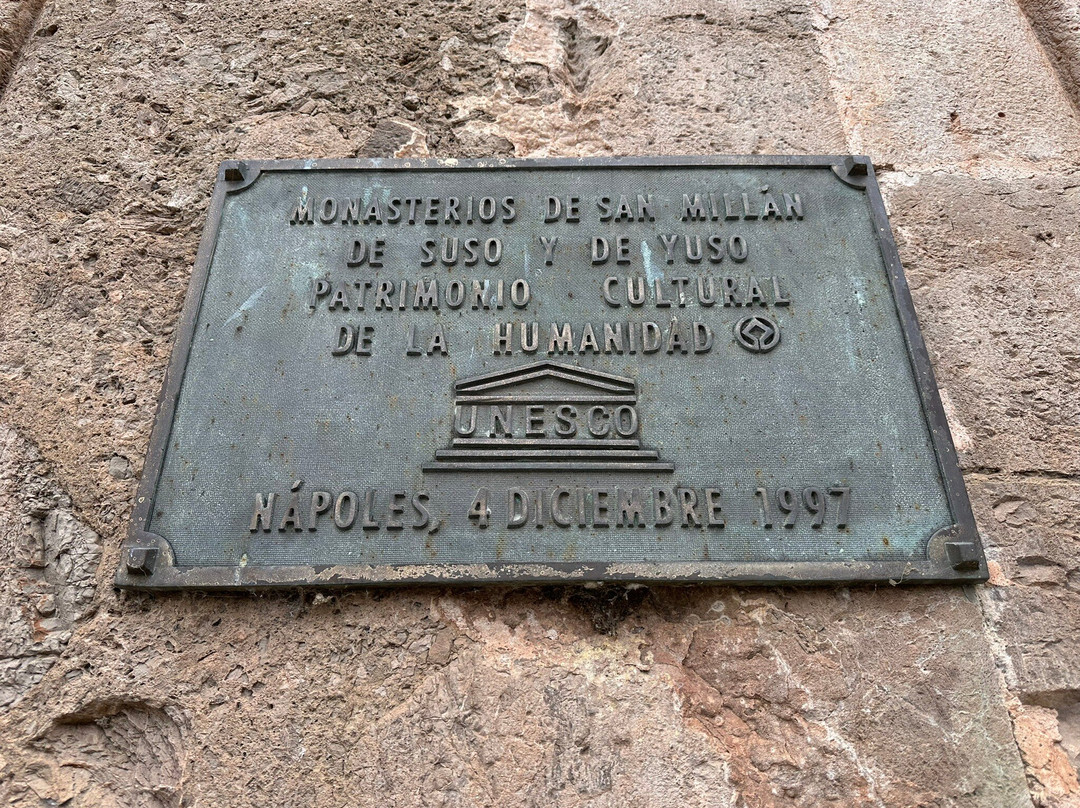 MONASTERIOS DE SAN MILLÁN
DE SUSO Y DE YUSO
PATRIMONIO CULTURAL
DE LA HUMANIDAD
UNESCO
NÁPOLES, 4 DICIEMBRE 1997